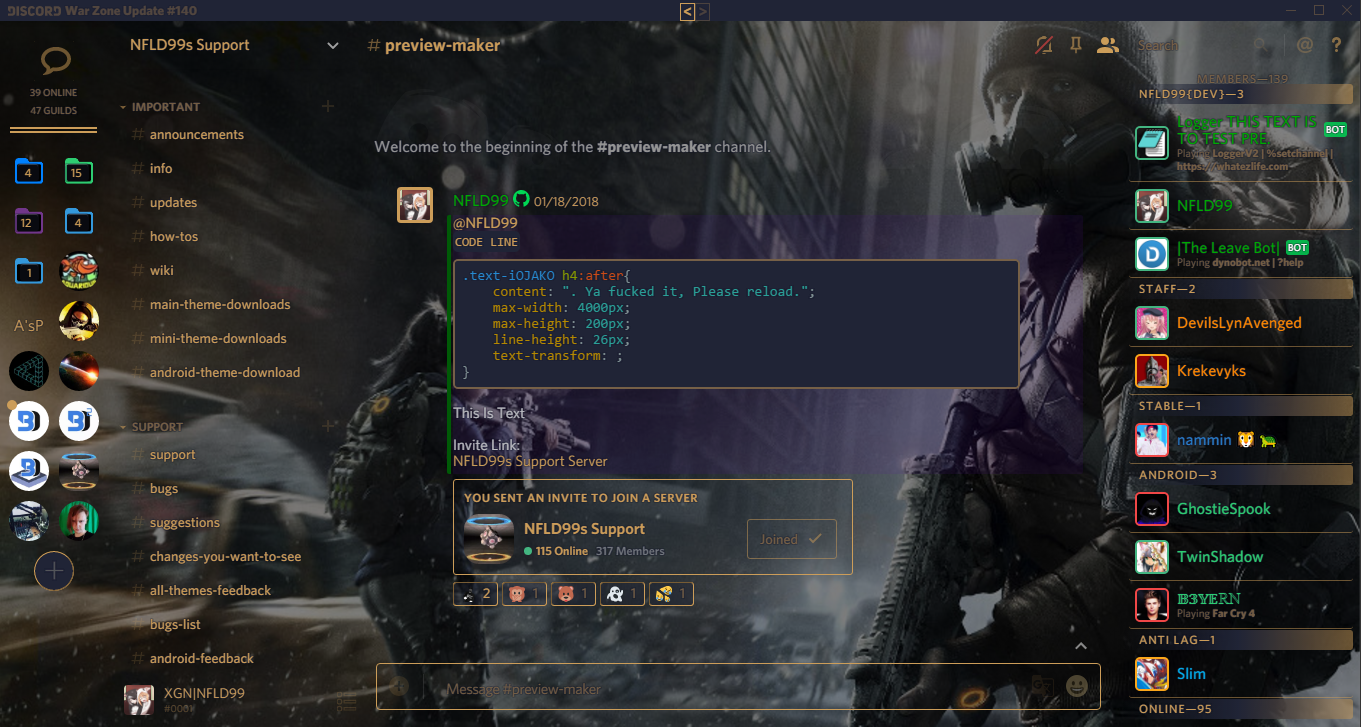 DISCORD War Zone Update #140
< >
NFLD99s Support
# preview-maker
Search
@ ?
39 ONLINE
47 GUILDS
4
15
12
4
1
A'sP
IMPORTANT
# announcements
# info
# updates
# how-tos
# wiki
# main-theme-downloads
# mini-theme-downloads
# android-theme-download
SUPPORT
# support
# bugs
# suggestions
# changes-you-want-to-see
# all-themes-feedback
# bugs-list
# android-feedback
XGN|NFLD99
#0001
Welcome to the beginning of the #preview-maker channel.
NFLD99 01/18/2018
@NFLD99
CODE LINE
.text-iOJAKO h4:after{
content: ". Ya fucked it, Please reload.";
max-width: 4000px;
max-height: 200px;
line-height: 26px;
text-transform: ;
}
This Is Text
Invite Link:
NFLD99s Support Server
YOU SENT AN INVITE TO JOIN A SERVER
NFLD99s Support
115 Online 317 Members
Joined
2 1 1 1 1
Message #preview-maker
MEMBERS—139
NFLD99{DEV}—3
Logger THIS TEXT IS
TO TEST PRE.
BOT
Playing LoggerV2 | %setchannel |
https://whatezlife.com
NFLD99
|The Leave Bot| BOT
Playing dynobot.net | ?help
STAFF—2
DevilsLynAvenged
Krekevyks
STABLE—1
nammin 🐯 🐛
ANDROID—3
GhostieSpook
TwinShadow
𝔹𝟛𝕐𝔼ℝℕ
Playing Far Cry 4
ANTI LAG—1
Slim
ONLINE—95